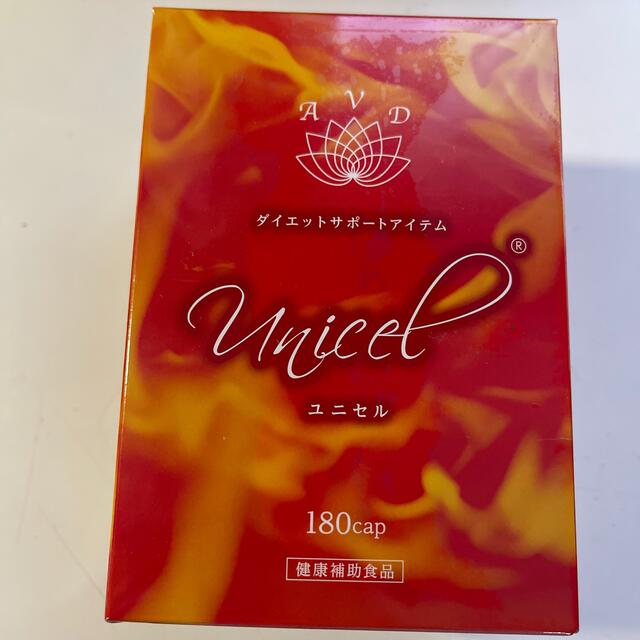 AVD
ダイエットサポートアイテム
Unicel®
ユニセル
180cap
健康補助食品